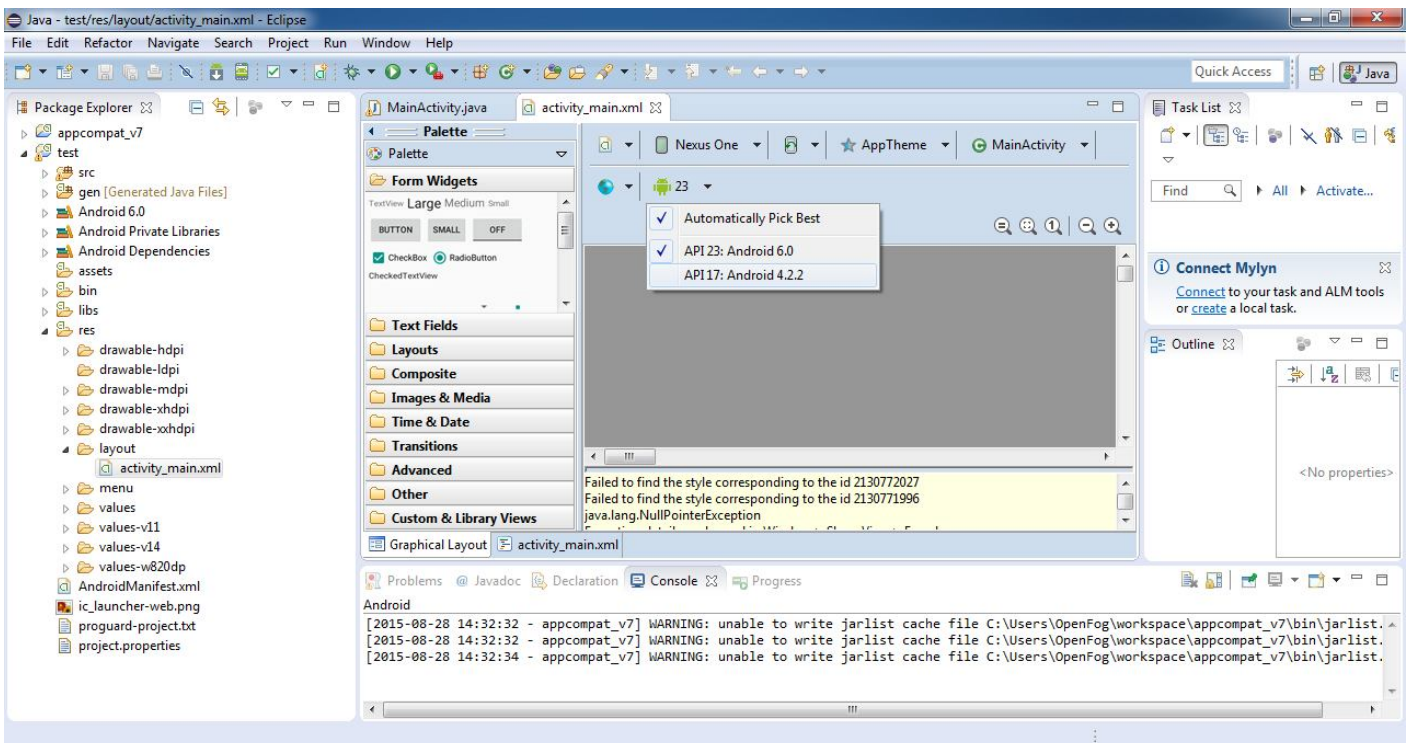 Java - test/res/layout/activity_main.xml - Eclipse
File Edit Refactor Navigate Search Project Run Window Help
Quick Access
Java
Package Explorer
appcompat_v7
test
src
gen [Generated Java Files]
Android 6.0
Android Private Libraries
Android Dependencies
assets
bin
libs
res
drawable-hdpi
drawable-ldpi
drawable-mdpi
drawable-xhdpi
drawable-xxhdpi
layout
activity_main.xml
menu
values
values-v11
values-v14
values-w820dp
AndroidManifest.xml
ic_launcher-web.png
proguard-project.txt
project.properties
MainActivity.java
activity_main.xml
Palette
Palette
Form Widgets
TextView Large Medium Small
BUTTON SMALL OFF
CheckBox RadioButton
CheckedTextView
Text Fields
Layouts
Composite
Images & Media
Time & Date
Transitions
Advanced
Other
Custom & Library Views
Nexus One
AppTheme
MainActivity
23
Automatically Pick Best
API 23: Android 6.0
API 17: Android 4.2.2
Failed to find the style corresponding to the id 2130772027
Failed to find the style corresponding to the id 2130771996
java.lang.NullPointerException
Graphical Layout
activity_main.xml
Task List
Find
All
Activate...
Connect Mylyn
Connect to your task and ALM tools
or create a local task.
Outline
<No properties>
Problems @ Javadoc Declaration Console Progress
Android
[2015-08-28 14:32:32 - appcompat_v7] WARNING: unable to write jarlist cache file C:\Users\OpenFog\workspace\appcompat_v7\bin\jarlist.
[2015-08-28 14:32:32 - appcompat_v7] WARNING: unable to write jarlist cache file C:\Users\OpenFog\workspace\appcompat_v7\bin\jarlist.
[2015-08-28 14:32:34 - appcompat_v7] WARNING: unable to write jarlist cache file C:\Users\OpenFog\workspace\appcompat_v7\bin\jarlist.